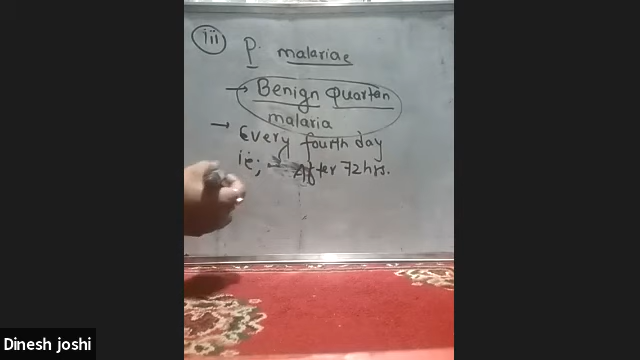 iii P. malariae
→ Benign Quartan
malaria
→ Every fourth day
ie; After 72hrs.
Dinesh joshi